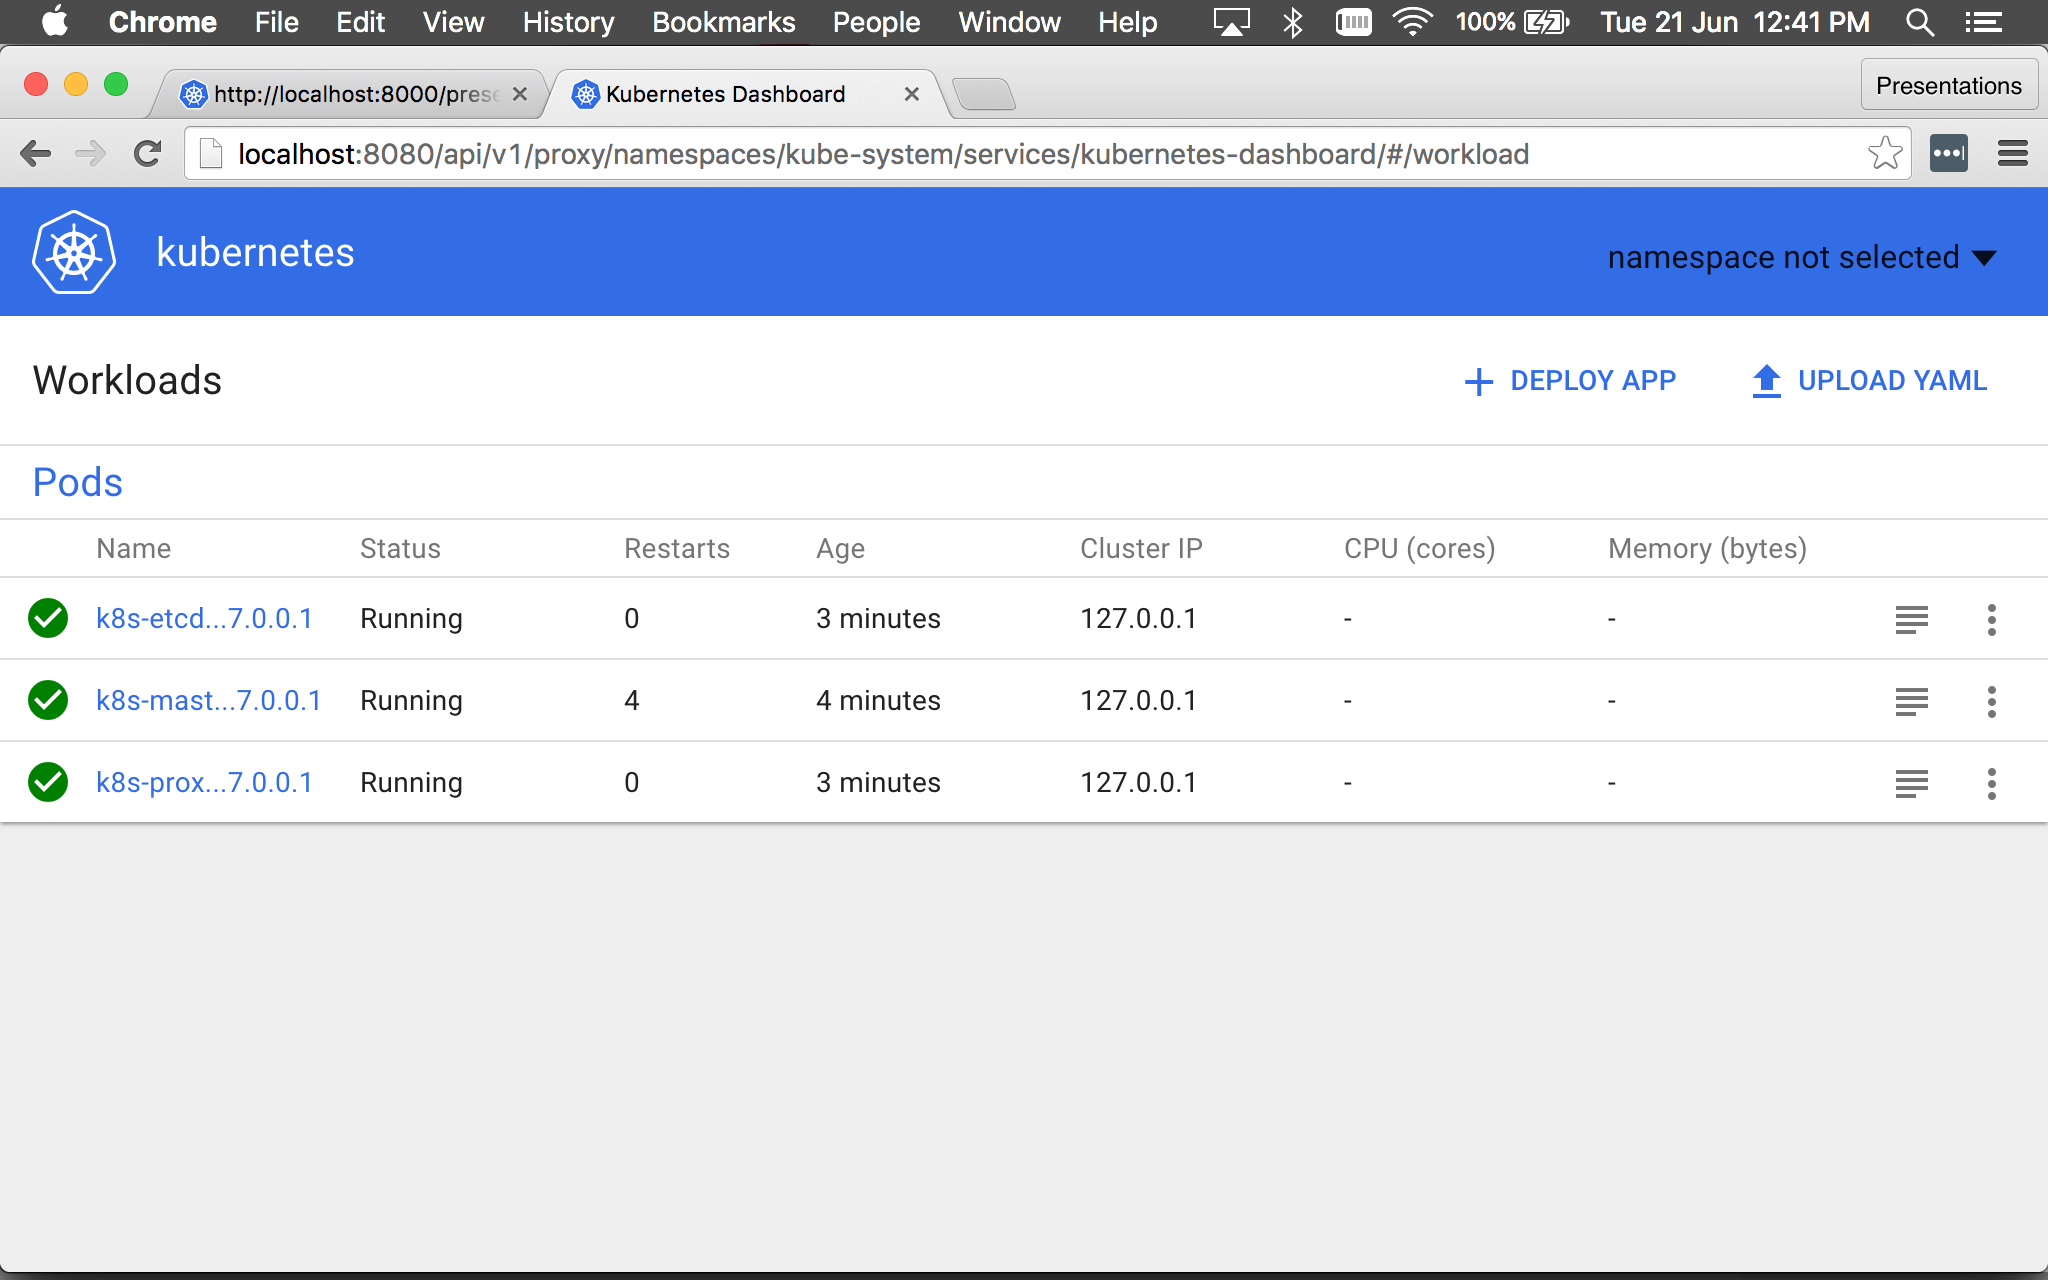 Chrome File Edit View History Bookmarks People Window Help 100% Tue 21 Jun 12:41 PM
http://localhost:8000/prese Kubernetes Dashboard Presentations
localhost:8080/api/v1/proxy/namespaces/kube-system/services/kubernetes-dashboard/#/workload
kubernetes namespace not selected
Workloads DEPLOY APP UPLOAD YAML
Pods
Name Status Restarts Age Cluster IP CPU (cores) Memory (bytes)
k8s-etcd...7.0.0.1 Running 0 3 minutes 127.0.0.1 - -
k8s-mast...7.0.0.1 Running 4 4 minutes 127.0.0.1 - -
k8s-prox...7.0.0.1 Running 0 3 minutes 127.0.0.1 - -